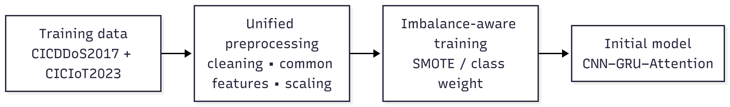 Training data
CICDDoS2017 +
CICIoT2023
Unified
preprocessing
cleaning • common
features • scaling
Imbalance-aware
training
SMOTE / class
weight
Initial model
CNN–GRU–Attention